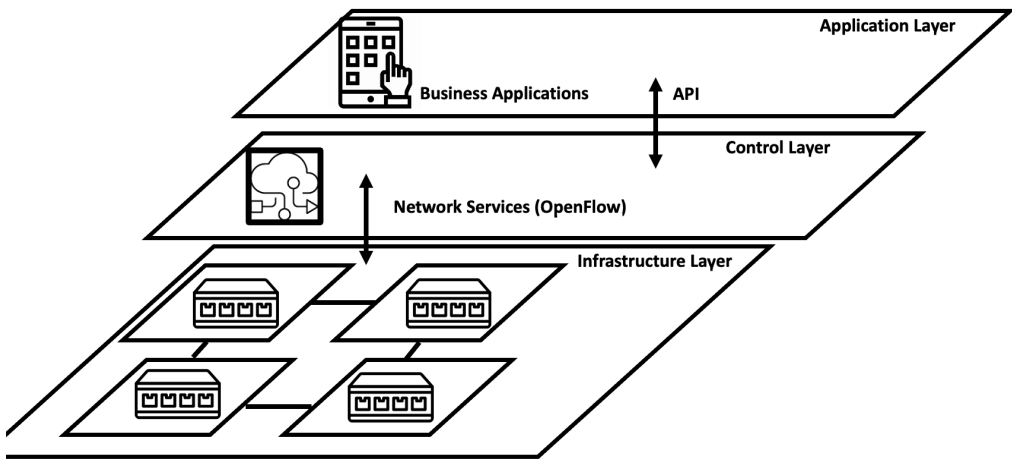 Application Layer
Business Applications
API
Control Layer
Network Services (OpenFlow)
Infrastructure Layer